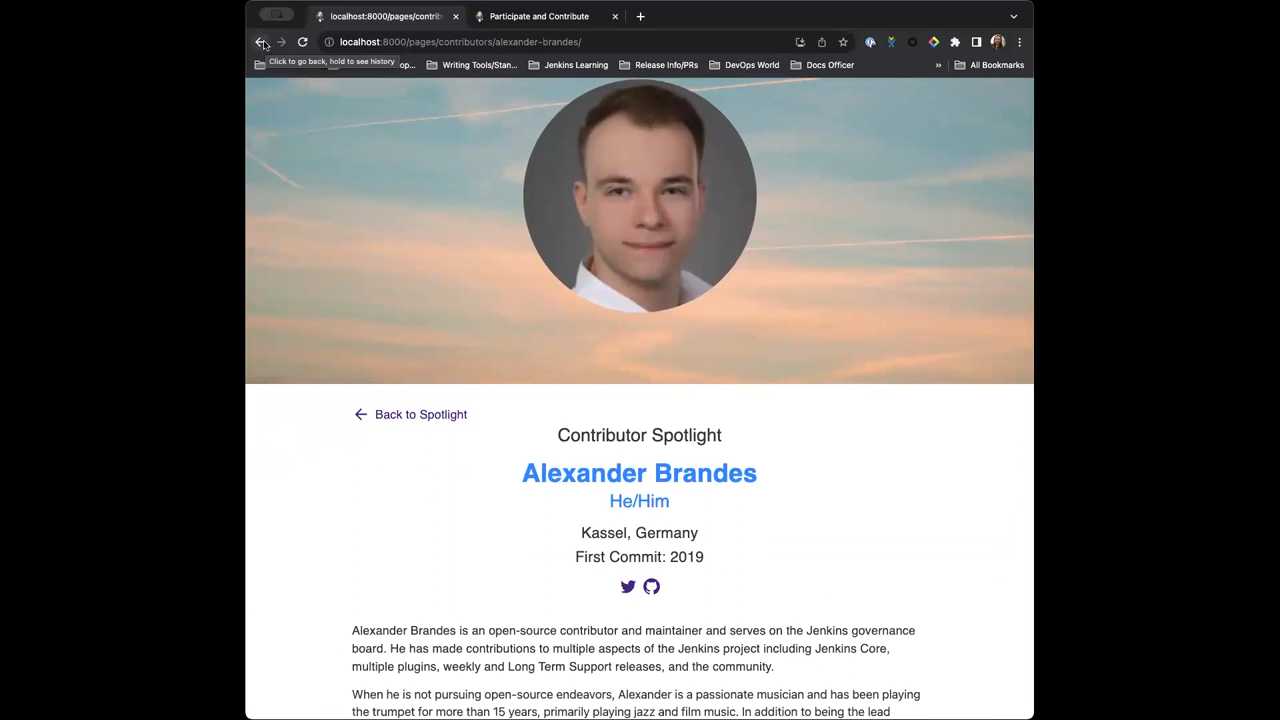 localhost:8000/pages/contrib
Participate and Contribute
localhost:8000/pages/contributors/alexander-brandes/
Click to go back, hold to see history
op...
Writing Tools/Stan...
Jenkins Learning
Release Info/PRs
DevOps World
Docs Officer
»
All Bookmarks
Back to Spotlight
Contributor Spotlight
Alexander Brandes
He/Him
Kassel, Germany
First Commit: 2019
Alexander Brandes is an open-source contributor and maintainer and serves on the Jenkins governance
board. He has made contributions to multiple aspects of the Jenkins project including Jenkins Core,
multiple plugins, weekly and Long Term Support releases, and the community.
When he is not pursuing open-source endeavors, Alexander is a passionate musician and has been playing
the trumpet for more than 15 years, primarily playing jazz and film music. In addition to being the lead